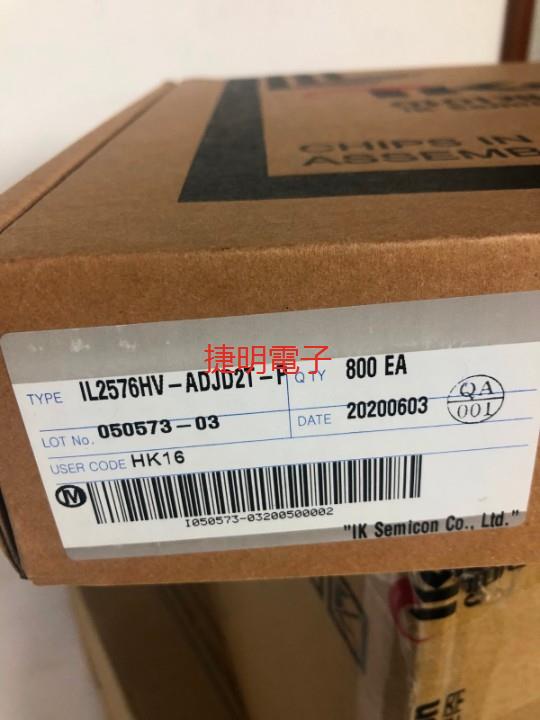 CHIPS IN
ASSEMB
捷明電子
TYPE IL2576HV-ADJD2T-F QTY 800 EA
LOT No. 050573-03 DATE 20200603
QA
001
USER CODE HK16
M
I050573-03200500002
"IK Semicon Co., Ltd."